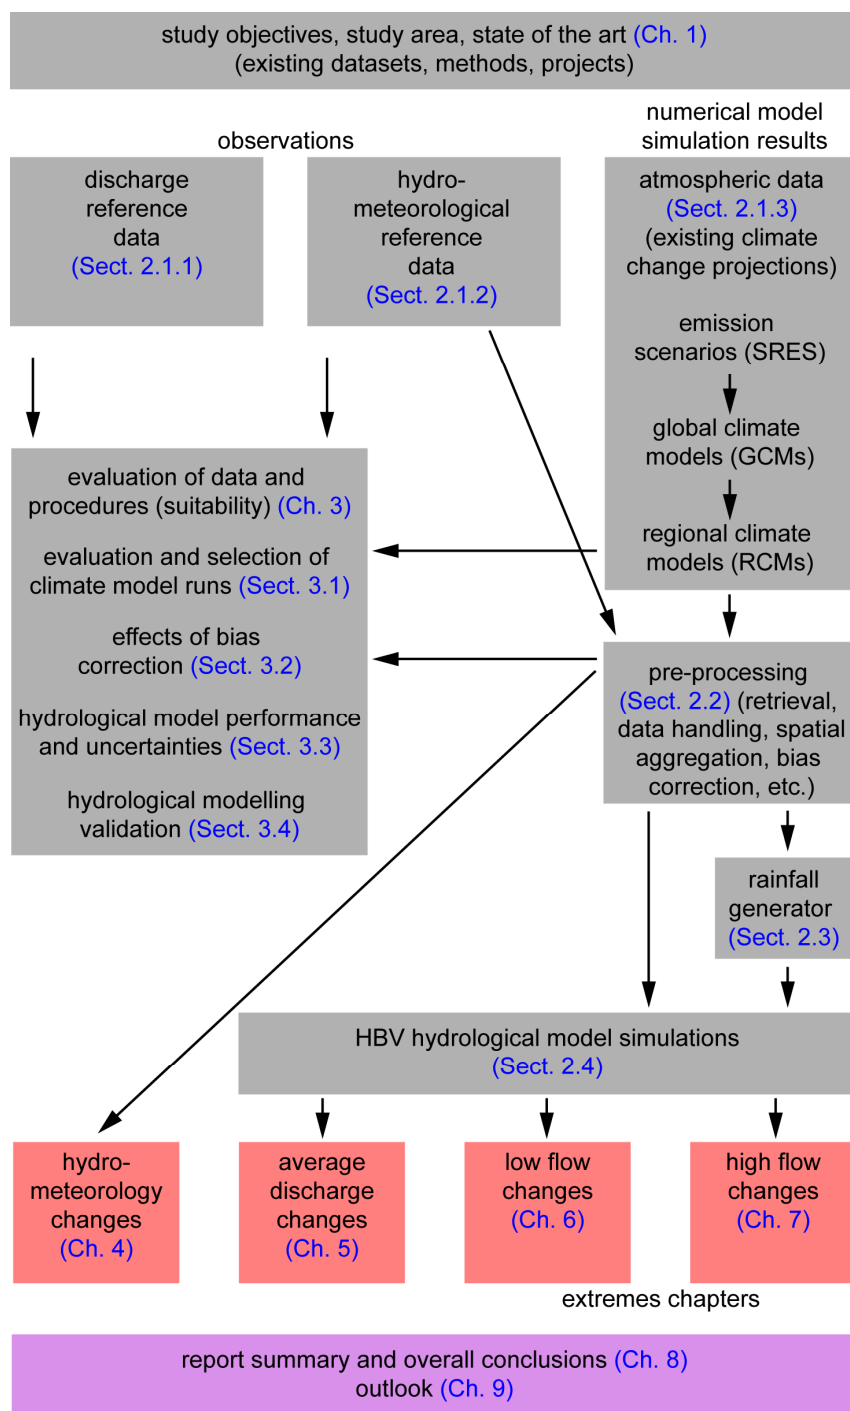 study objectives, study area, state of the art (Ch. 1)
(existing datasets, methods, projects)
observations
numerical model
simulation results
discharge
reference
data
(Sect. 2.1.1)
hydro-
meteorological
reference
data
(Sect. 2.1.2)
atmospheric data
(Sect. 2.1.3)
(existing climate
change projections)
emission
scenarios (SRES)
global climate
models (GCMs)
regional climate
models (RCMs)
evaluation of data and
procedures (suitability) (Ch. 3)
evaluation and selection of
climate model runs (Sect. 3.1)
effects of bias
correction (Sect. 3.2)
hydrological model performance
and uncertainties (Sect. 3.3)
hydrological modelling
validation (Sect. 3.4)
pre-processing
(Sect. 2.2) (retrieval,
data handling, spatial
aggregation, bias
correction, etc.)
rainfall
generator
(Sect. 2.3)
HBV hydrological model simulations
(Sect. 2.4)
hydro-
meteorology
changes
(Ch. 4)
average
discharge
changes
(Ch. 5)
low flow
changes
(Ch. 6)
high flow
changes
(Ch. 7)
extremes chapters
report summary and overall conclusions (Ch. 8)
outlook (Ch. 9)